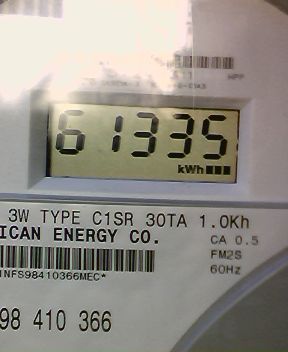 HPP
61335
kWh
3W TYPE C1SR 30TA 1.0Kh
ICAN ENERGY CO.
CA 0.5
FM2S
60Hz
INFS98410366MEC*
98 410 366